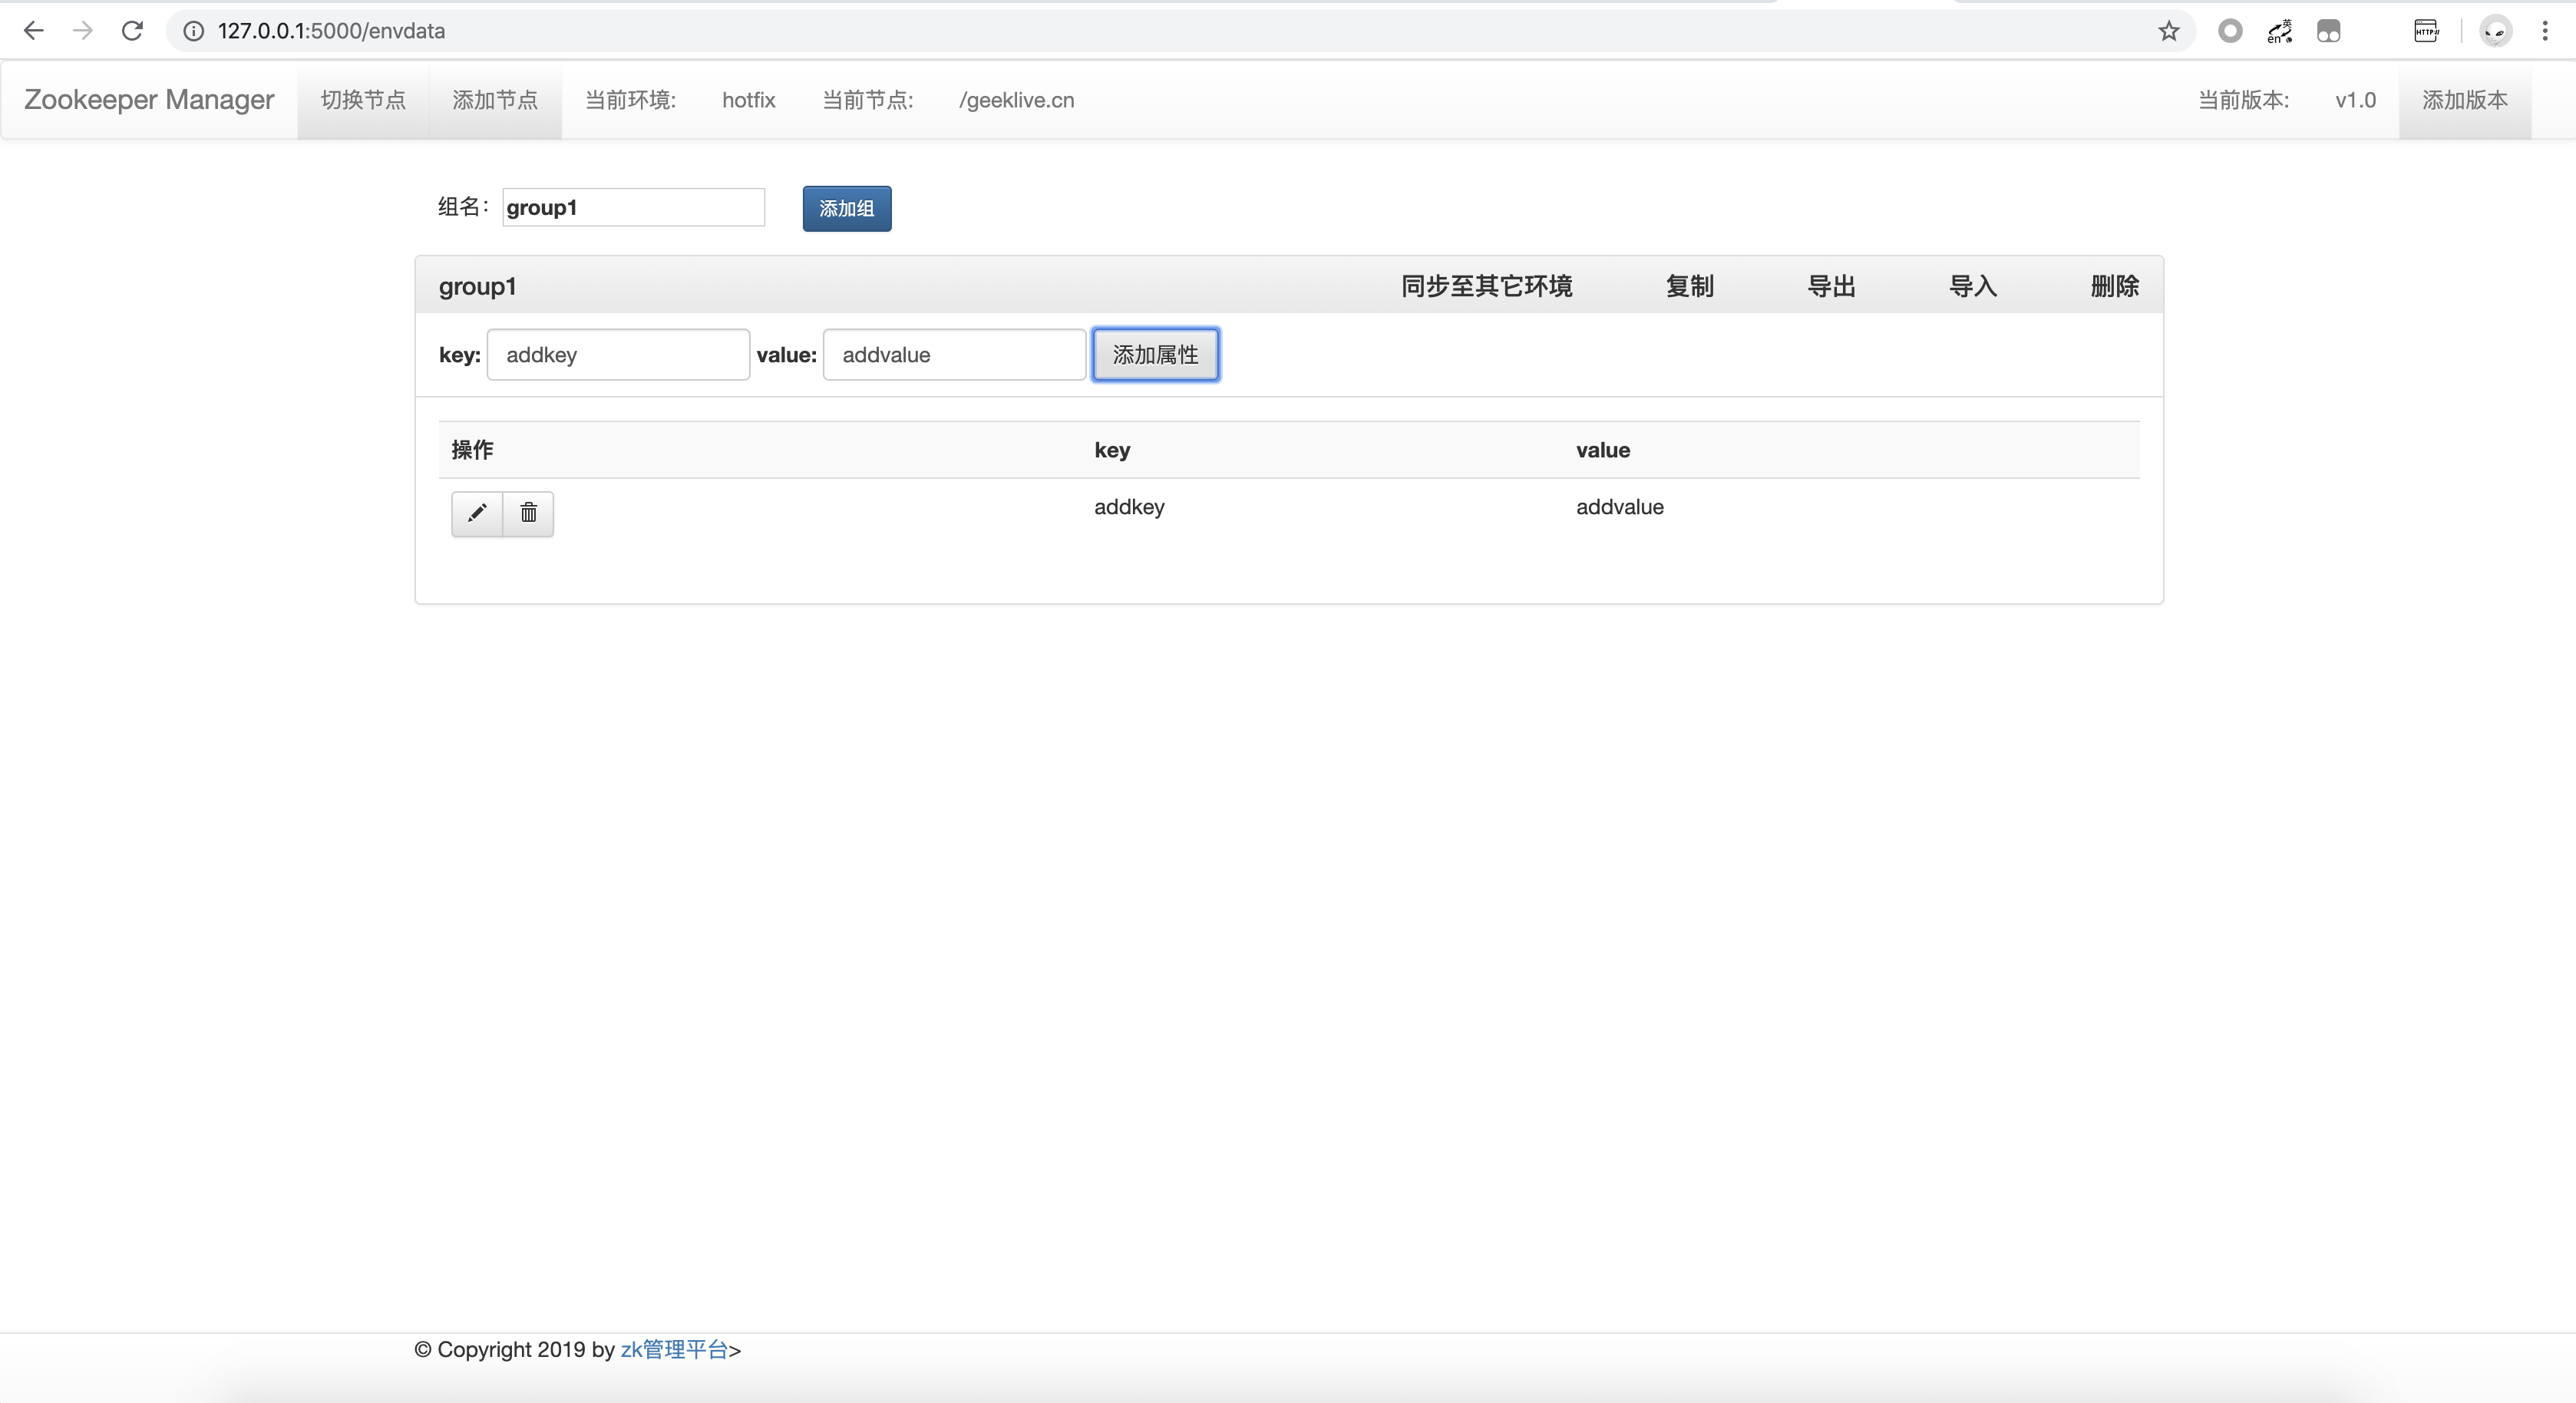 127.0.0.1:5000/envdata
英
en
HTTP://
Zookeeper Manager 切换节点 添加节点 当前环境: hotfix 当前节点: /geeklive.cn 当前版本: v1.0 添加版本
组名： group1 添加组
group1 同步至其它环境 复制 导出 导入 删除
key: addkey value: addvalue 添加属性
操作 key value
addkey addvalue
© Copyright 2019 by zk管理平台>